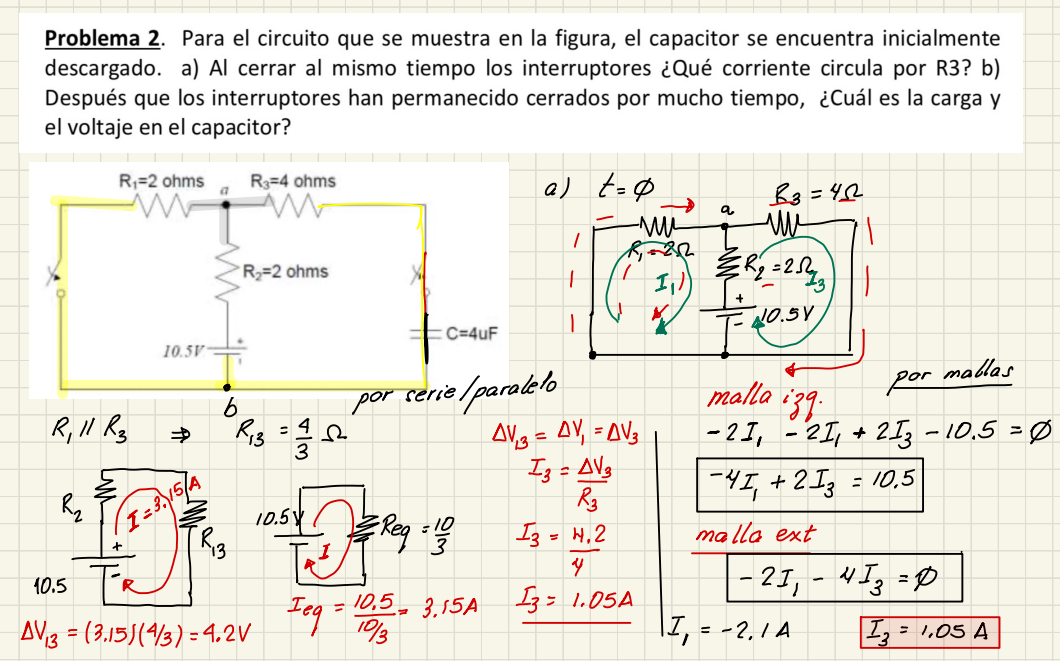 Problema 2. Para el circuito que se muestra en la figura, el capacitor se encuentra inicialmente
descargado. a) Al cerrar al mismo tiempo los interruptores ¿Qué corriente circula por R3? b)
Después que los interruptores han permanecido cerrados por mucho tiempo, ¿Cuál es la carga y
el voltaje en el capacitor?
R₁=2 ohms
a
R₃=4 ohms
R₂=2 ohms
10.5V
+
C=4uF
b
a) t=∅
R₃ = 4Ω
a
R₁=2Ω
R₂=2Ω
I₁
I₃
+
-
10.5V
por serie/paralelo
R₁ // R₃ ⇒ R₁₃ = 4/3 Ω
R₂
I=3.15A
R₁₃
+
-
10.5
ΔV₁₃ = (3.15)(4/3) = 4.2V
10.5V
I
Req = 10/3
Ieq = 10.5/(10/3) = 3.15A
ΔV₁₃ = ΔV₁ = ΔV₃
I₃ = ΔV₃/R₃
I₃ = 4.2/4
I₃ = 1.05A
por mallas
malla izq.
-2I₁ - 2I₁ + 2I₃ - 10.5 = ∅
-4I₁ + 2I₃ = 10.5
malla ext
-2I₁ - 4I₃ = ∅
I₁ = -2.1A
I₃ = 1.05 A